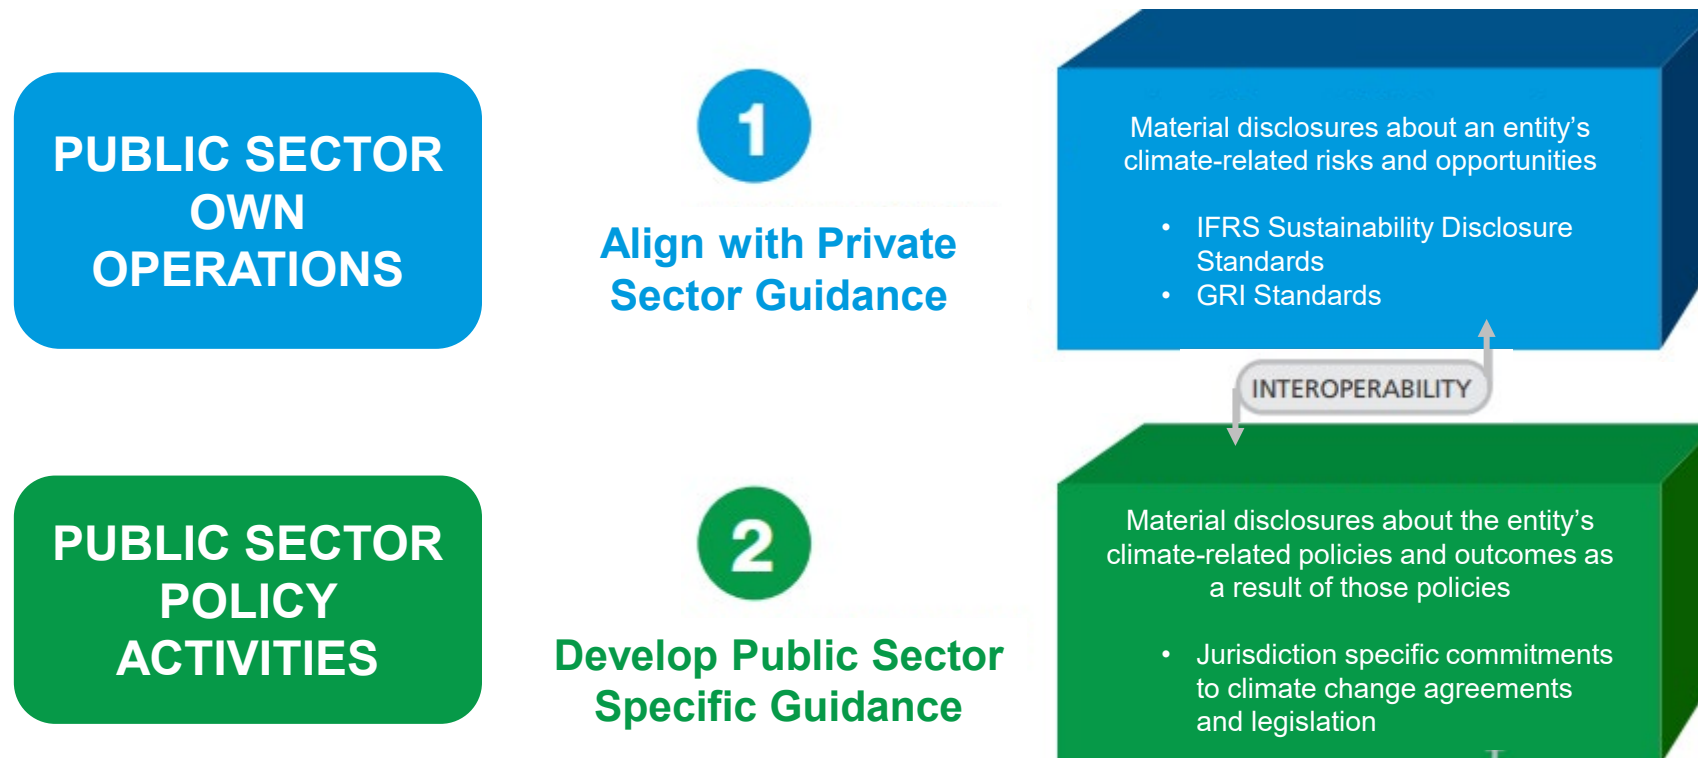 PUBLIC SECTOR
OWN
OPERATIONS
1
Align with Private
Sector Guidance
Material disclosures about an entity’s
climate-related risks and opportunities
• IFRS Sustainability Disclosure
Standards
• GRI Standards
INTEROPERABILITY
PUBLIC SECTOR
POLICY
ACTIVITIES
2
Develop Public Sector
Specific Guidance
Material disclosures about the entity’s
climate-related policies and outcomes as
a result of those policies
• Jurisdiction specific commitments
to climate change agreements
and legislation